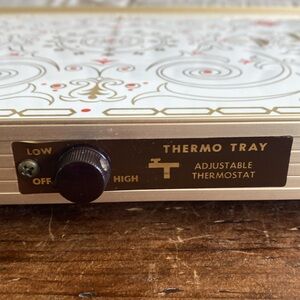 LOW
OFF
HIGH
THERMO TRAY
ADJUSTABLE
THERMOSTAT